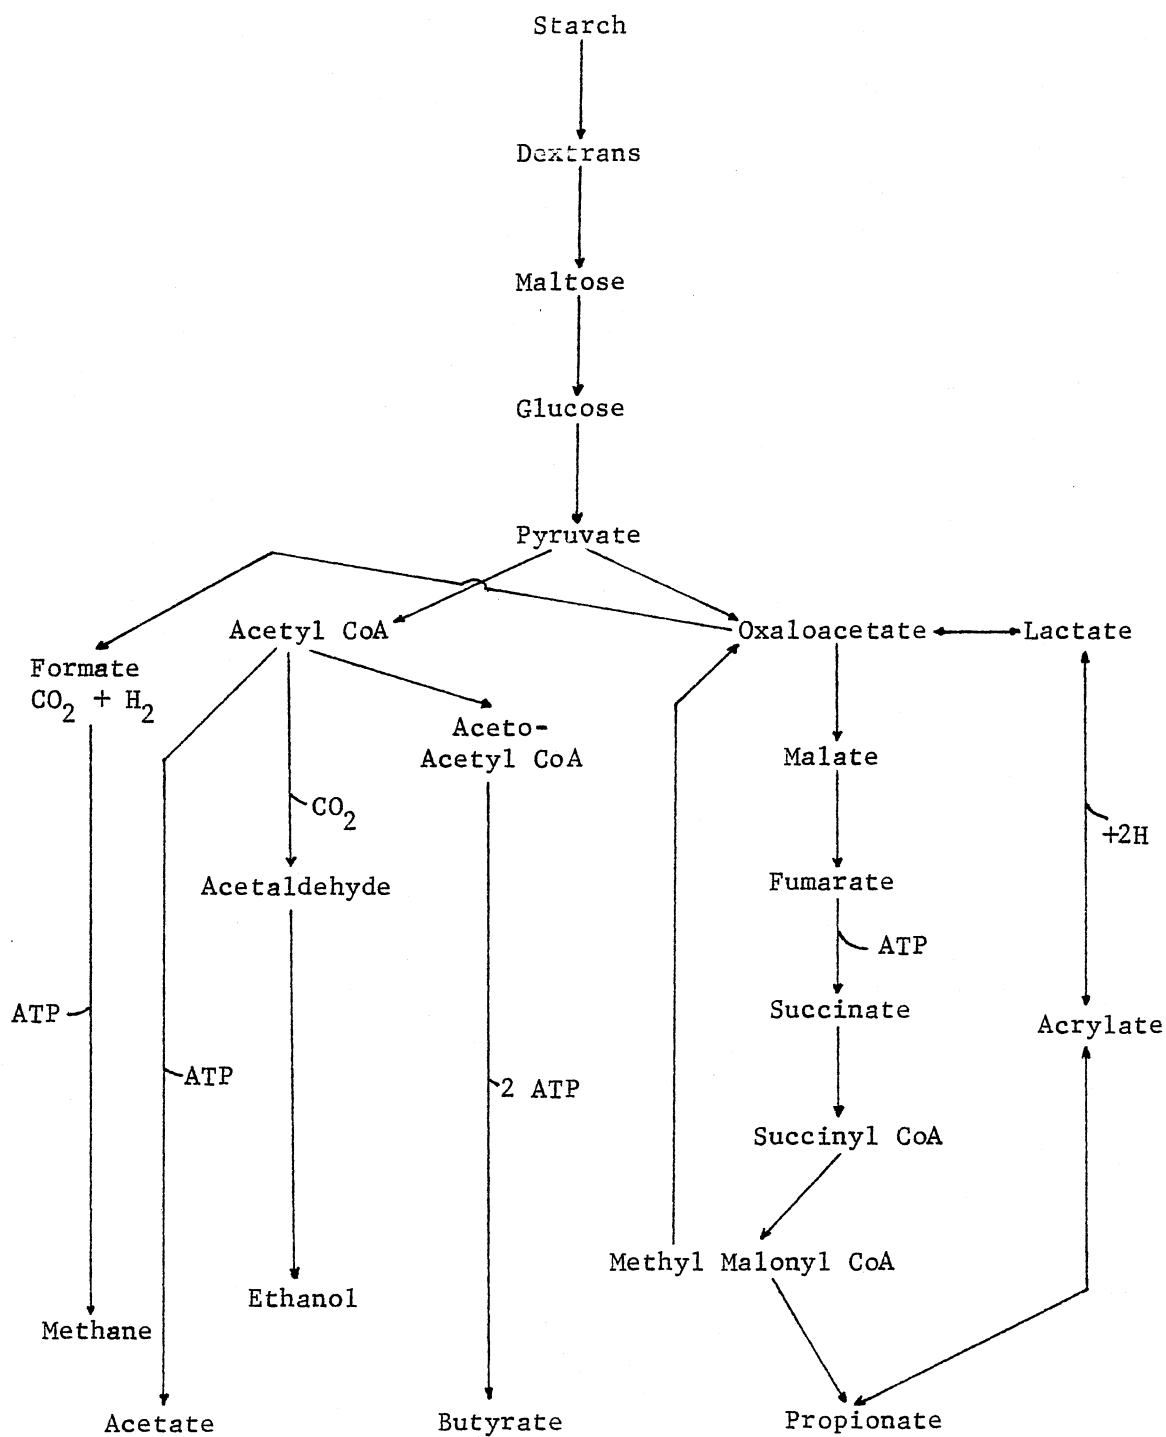 Starch
Dextrans
Maltose
Glucose
Pyruvate
Acetyl CoA
Oxaloacetate
Lactate
Formate
CO2 + H2
Aceto-
Acetyl CoA
Malate
CO2
+2H
Acetaldehyde
Fumarate
ATP
ATP
Succinate
Acrylate
ATP
2 ATP
Succinyl CoA
Methyl Malonyl CoA
Ethanol
Methane
Acetate
Butyrate
Propionate